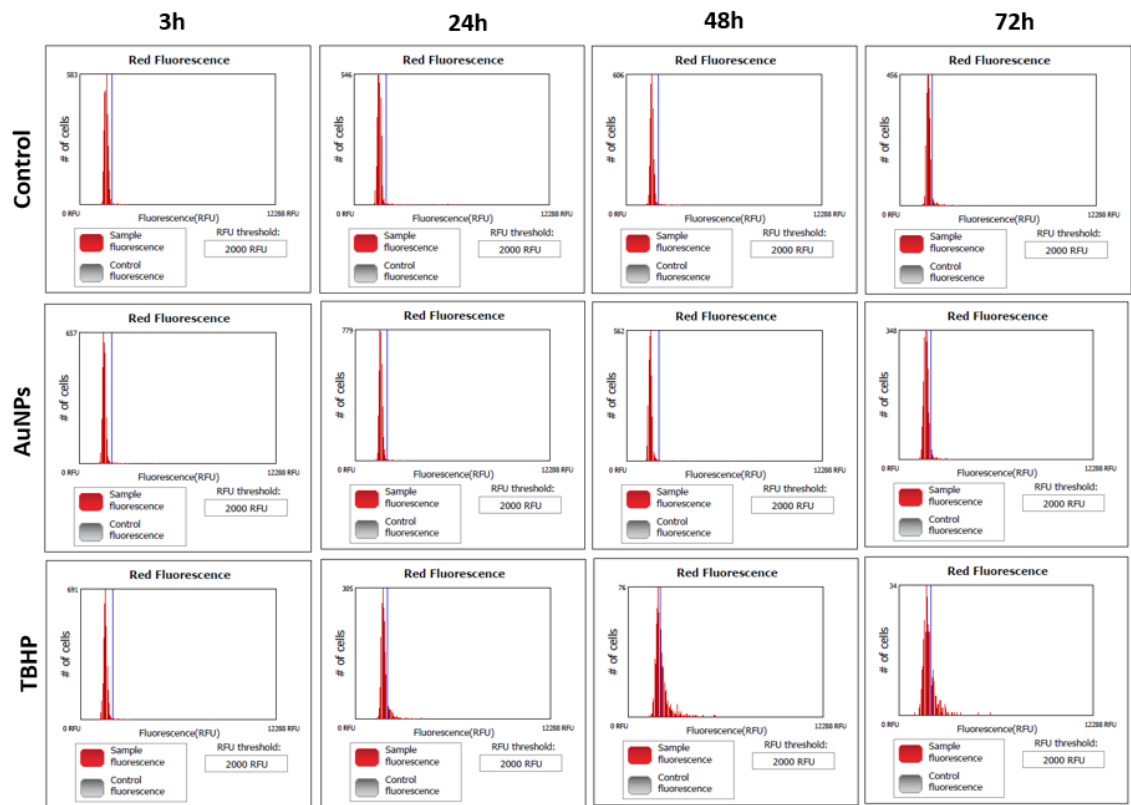 3h 24h 48h 72h
Control
Red Fluorescence
583
# of cells
0 RFU 12288 RFU
Fluorescence(RFU)
Sample
fluorescence
Control
fluorescence
RFU threshold:
2000 RFU
Red Fluorescence
546
# of cells
0 RFU 12288 RFU
Fluorescence(RFU)
Sample
fluorescence
Control
fluorescence
RFU threshold:
2000 RFU
Red Fluorescence
606
# of cells
0 RFU 12288 RFU
Fluorescence(RFU)
Sample
fluorescence
Control
fluorescence
RFU threshold:
2000 RFU
Red Fluorescence
456
# of cells
0 RFU 12288 RFU
Fluorescence(RFU)
Sample
fluorescence
Control
fluorescence
RFU threshold:
2000 RFU
AuNPs
Red Fluorescence
657
# of cells
0 RFU 12288 RFU
Fluorescence(RFU)
Sample
fluorescence
Control
fluorescence
RFU threshold:
2000 RFU
Red Fluorescence
779
# of cells
0 RFU 12288 RFU
Fluorescence(RFU)
Sample
fluorescence
Control
fluorescence
RFU threshold:
2000 RFU
Red Fluorescence
562
# of cells
0 RFU 12288 RFU
Fluorescence(RFU)
Sample
fluorescence
Control
fluorescence
RFU threshold:
2000 RFU
Red Fluorescence
348
# of cells
0 RFU 12288 RFU
Fluorescence(RFU)
Sample
fluorescence
Control
fluorescence
RFU threshold:
2000 RFU
TBHP
Red Fluorescence
691
# of cells
0 RFU 12288 RFU
Fluorescence(RFU)
Sample
fluorescence
Control
fluorescence
RFU threshold:
2000 RFU
Red Fluorescence
305
# of cells
0 RFU 12288 RFU
Fluorescence(RFU)
Sample
fluorescence
Control
fluorescence
RFU threshold:
2000 RFU
Red Fluorescence
76
# of cells
0 RFU 12288 RFU
Fluorescence(RFU)
Sample
fluorescence
Control
fluorescence
RFU threshold:
2000 RFU
Red Fluorescence
34
# of cells
0 RFU 12288 RFU
Fluorescence(RFU)
Sample
fluorescence
Control
fluorescence
RFU threshold:
2000 RFU